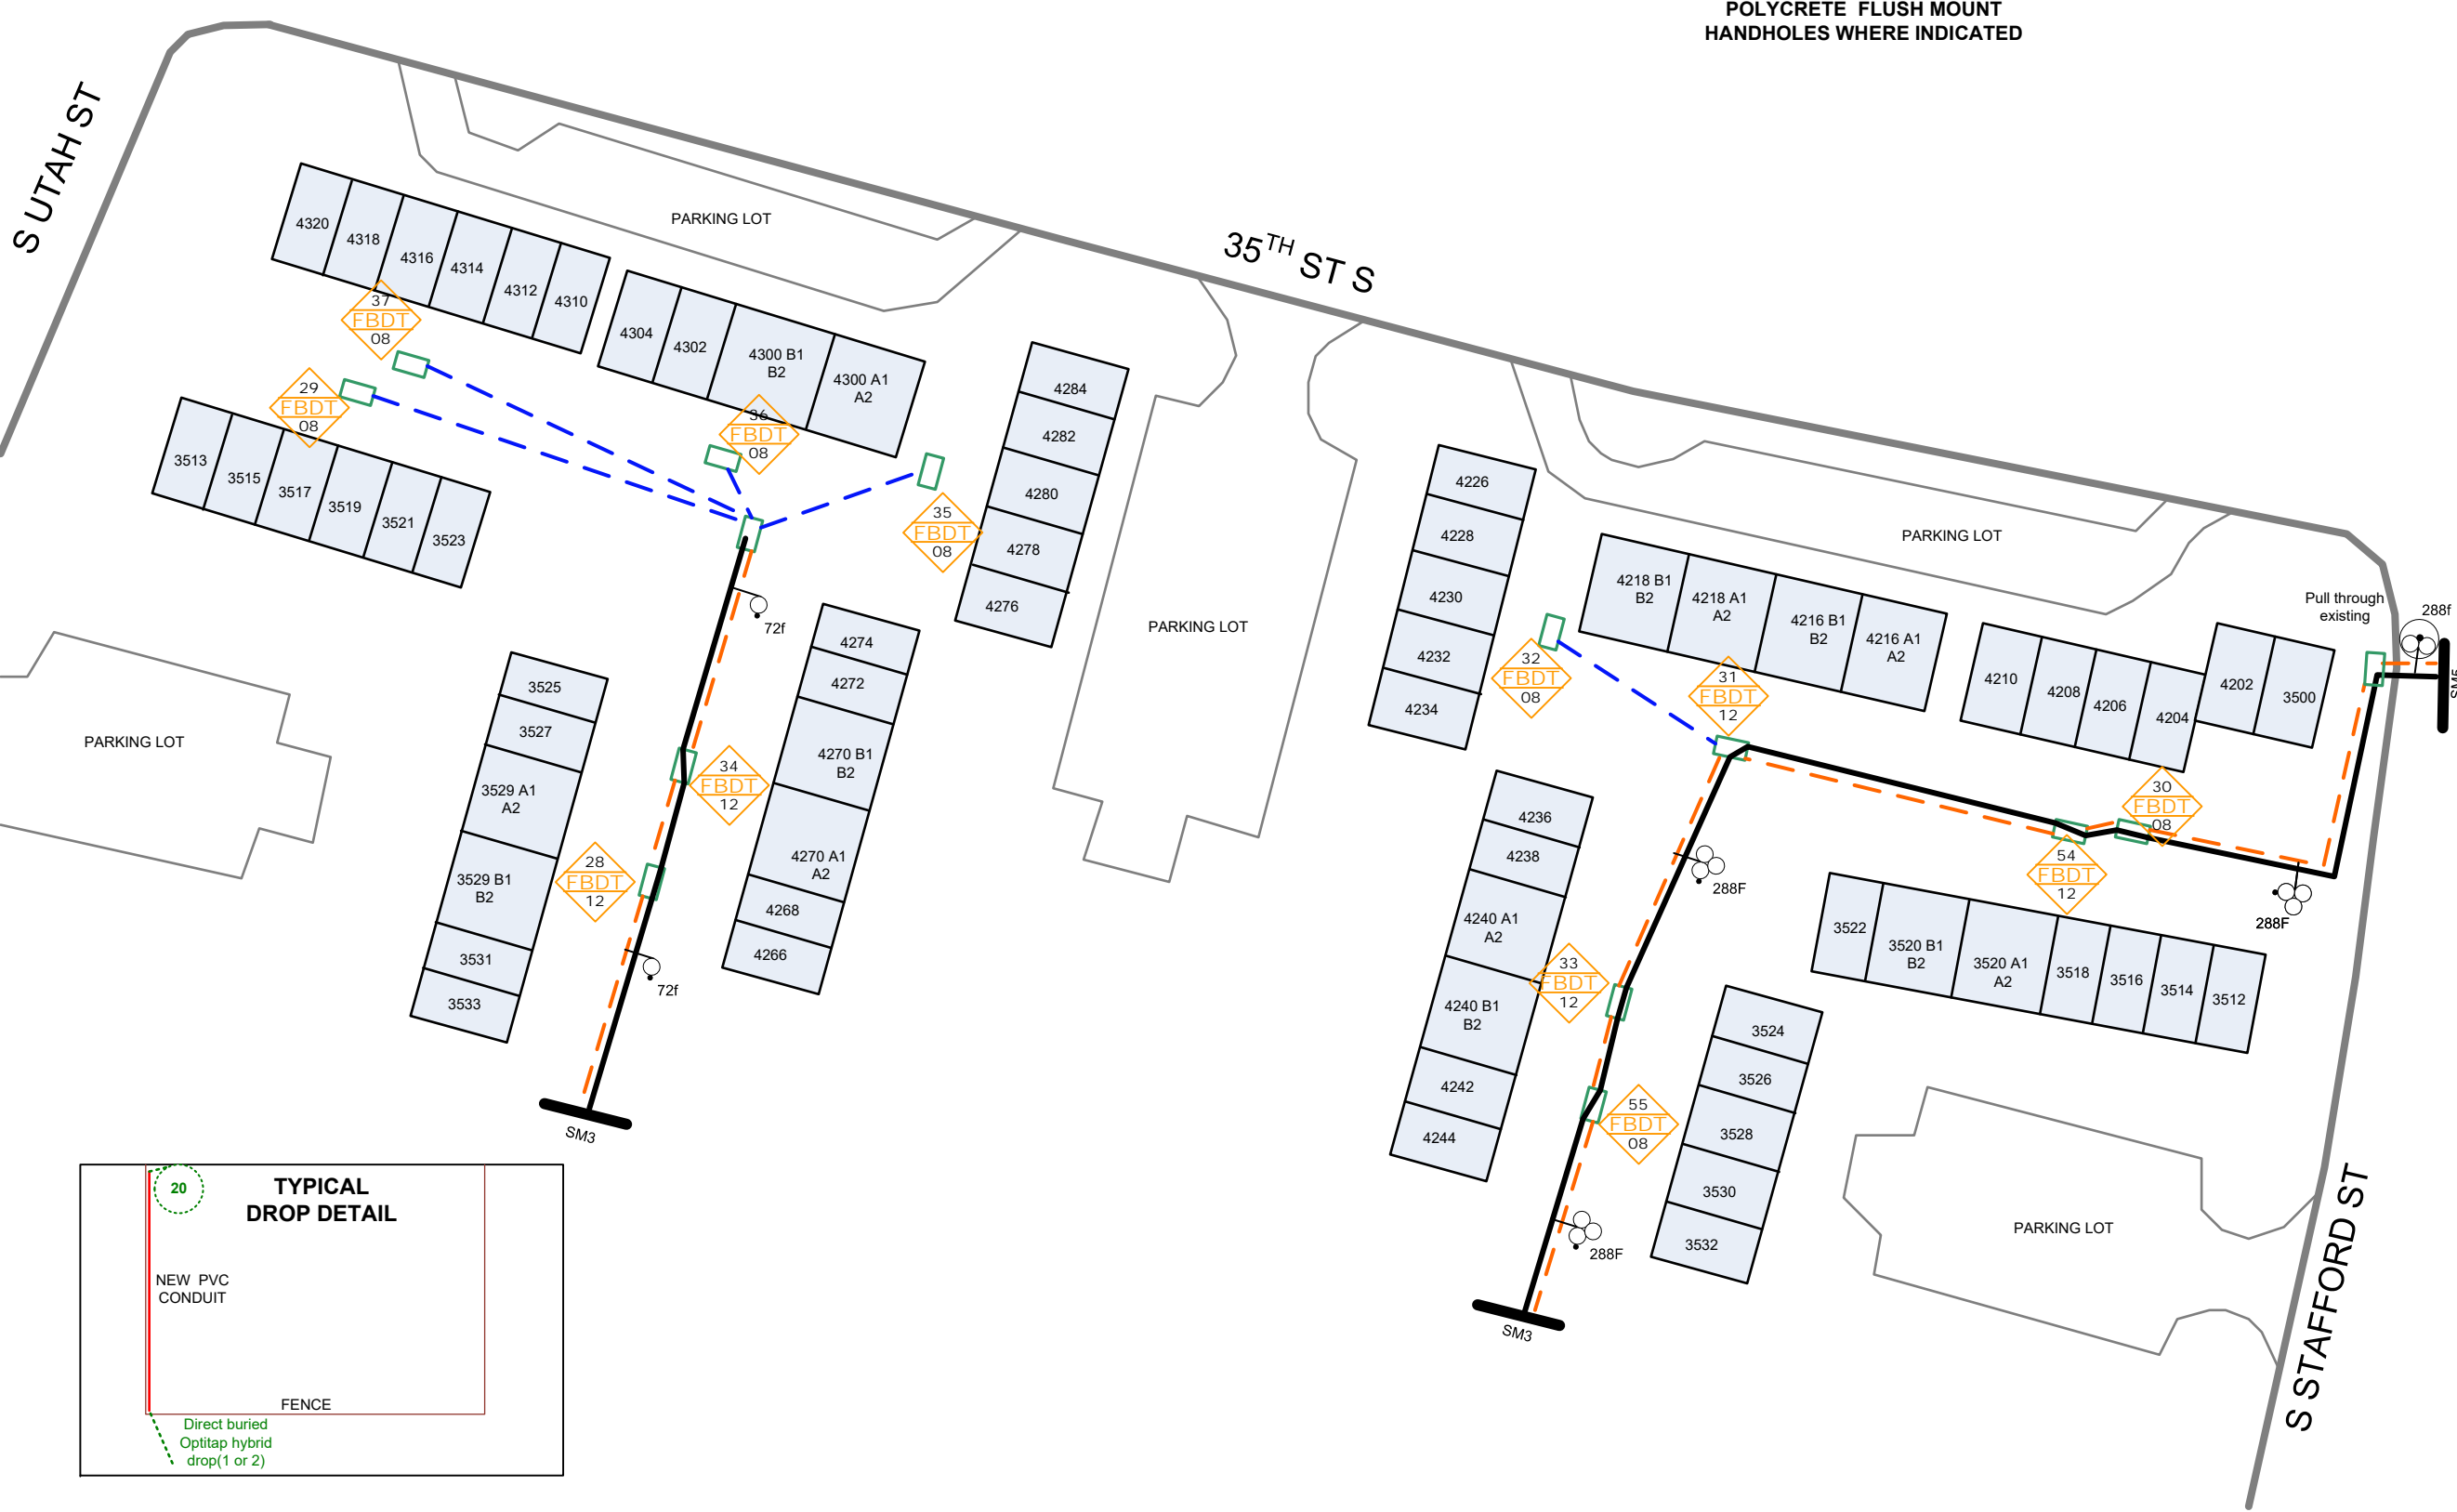 POLYCRETE FLUSH MOUNT
HANDHOLES WHERE INDICATED
S UTAH ST
35TH ST S
S STAFFORD ST
PARKING LOT
4320
4318
4316
4314
4312
4310
37
FBDT
08
29
FBDT
08
4304
4302
4300 B1
B2
4300 A1
A2
36
FBDT
08
3513
3515
3517
3519
3521
3523
4284
4282
4280
4278
4276
35
FBDT
08
72f
PARKING LOT
PARKING LOT
3525
3527
3529 A1
A2
3529 B1
B2
3531
3533
4274
4272
4270 B1
B2
4270 A1
A2
4268
4266
34
FBDT
12
28
FBDT
12
72f
SM3
4226
4228
4230
4232
4234
32
FBDT
08
4218 B1
B2
4218 A1
A2
4216 B1
B2
4216 A1
A2
31
FBDT
12
PARKING LOT
4210
4208
4206
4204
4202
3500
Pull through
existing
288f
SM5
30
FBDT
08
54
FBDT
12
288F
4236
4238
4240 A1
A2
4240 B1
B2
4242
4244
288F
33
FBDT
12
55
FBDT
08
288F
SM3
3522
3520 B1
B2
3520 A1
A2
3518
3516
3514
3512
3524
3526
3528
3530
3532
PARKING LOT
20
TYPICAL
DROP DETAIL
NEW PVC
CONDUIT
FENCE
Direct buried
Optitap hybrid
drop(1 or 2)